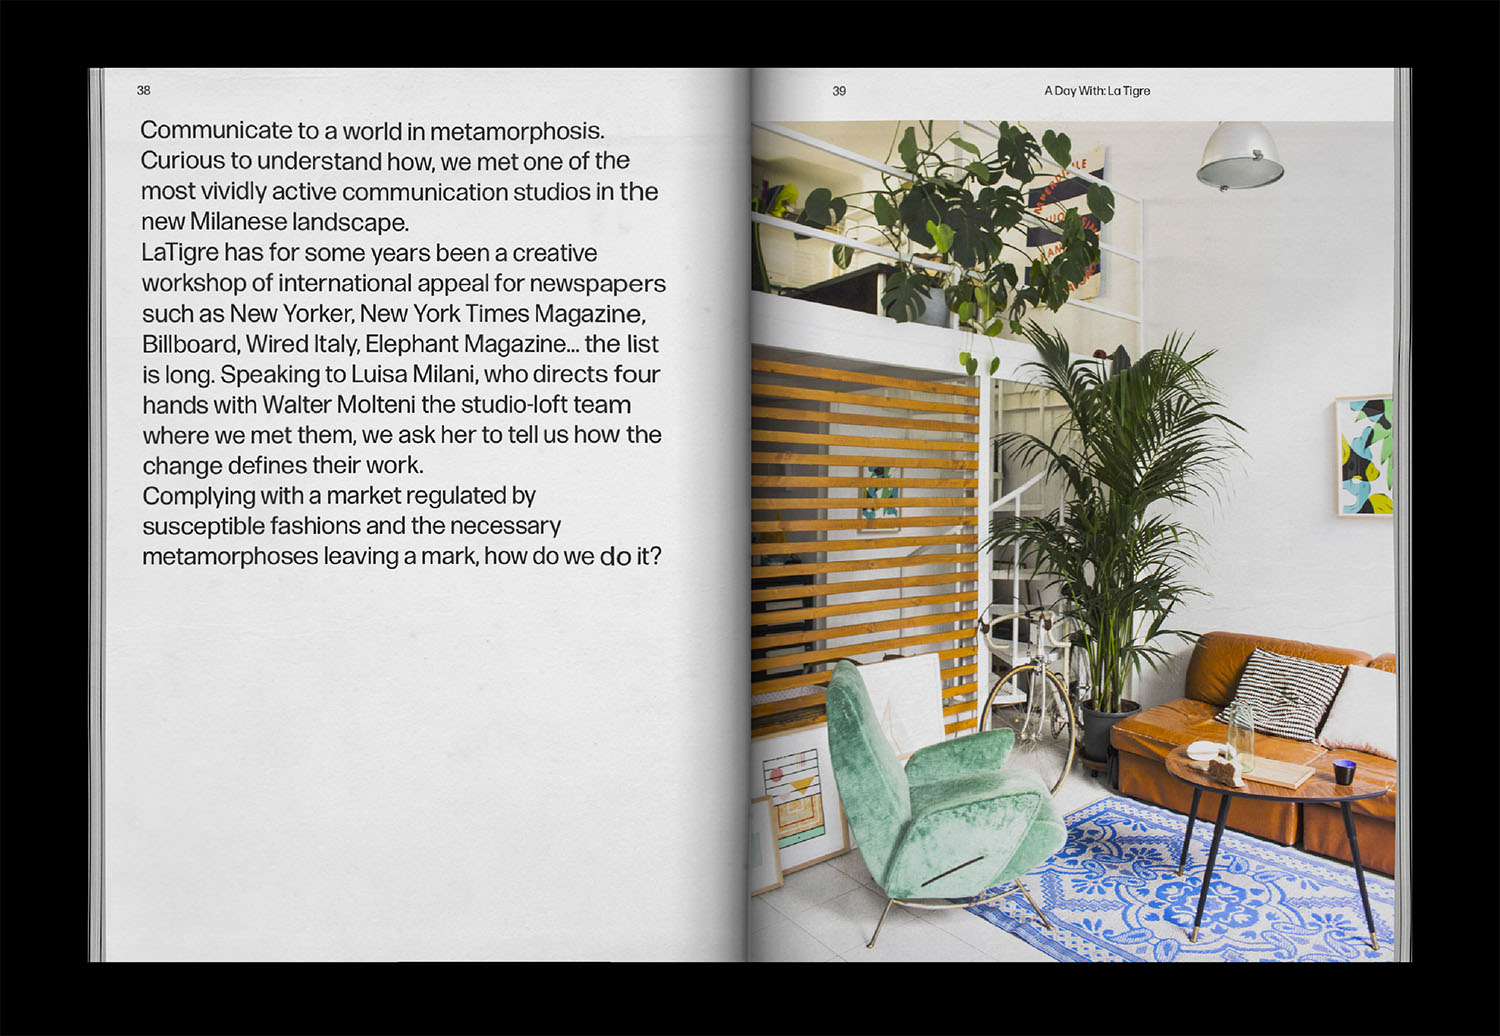 38
Communicate to a world in metamorphosis.
Curious to understand how, we met one of the
most vividly active communication studios in the
new Milanese landscape.
LaTigre has for some years been a creative
workshop of international appeal for newspapers
such as New Yorker, New York Times Magazine,
Billboard, Wired Italy, Elephant Magazine... the list
is long. Speaking to Luisa Milani, who directs four
hands with Walter Molteni the studio-loft team
where we met them, we ask her to tell us how the
change defines their work.
Complying with a market regulated by
susceptible fashions and the necessary
metamorphoses leaving a mark, how do we do it?
39
A Day With: La Tigre